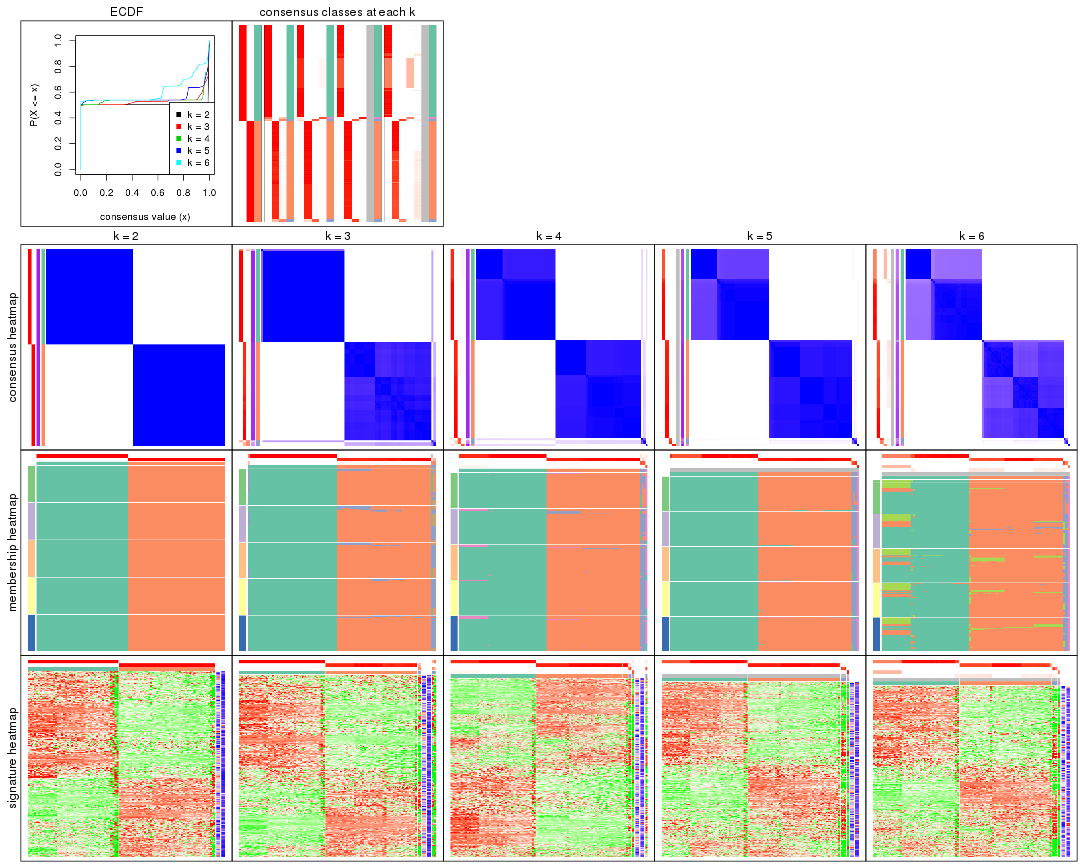 ECDF
consensus classes at each k
P(X <= x)
1.0
0.8
0.6
0.4
0.2
0.0
k = 2
k = 3
k = 4
k = 5
k = 6
0.0 0.2 0.4 0.6 0.8 1.0
consensus value (x)
k = 2
k = 3
k = 4
k = 5
k = 6
consensus heatmap
membership heatmap
signature heatmap